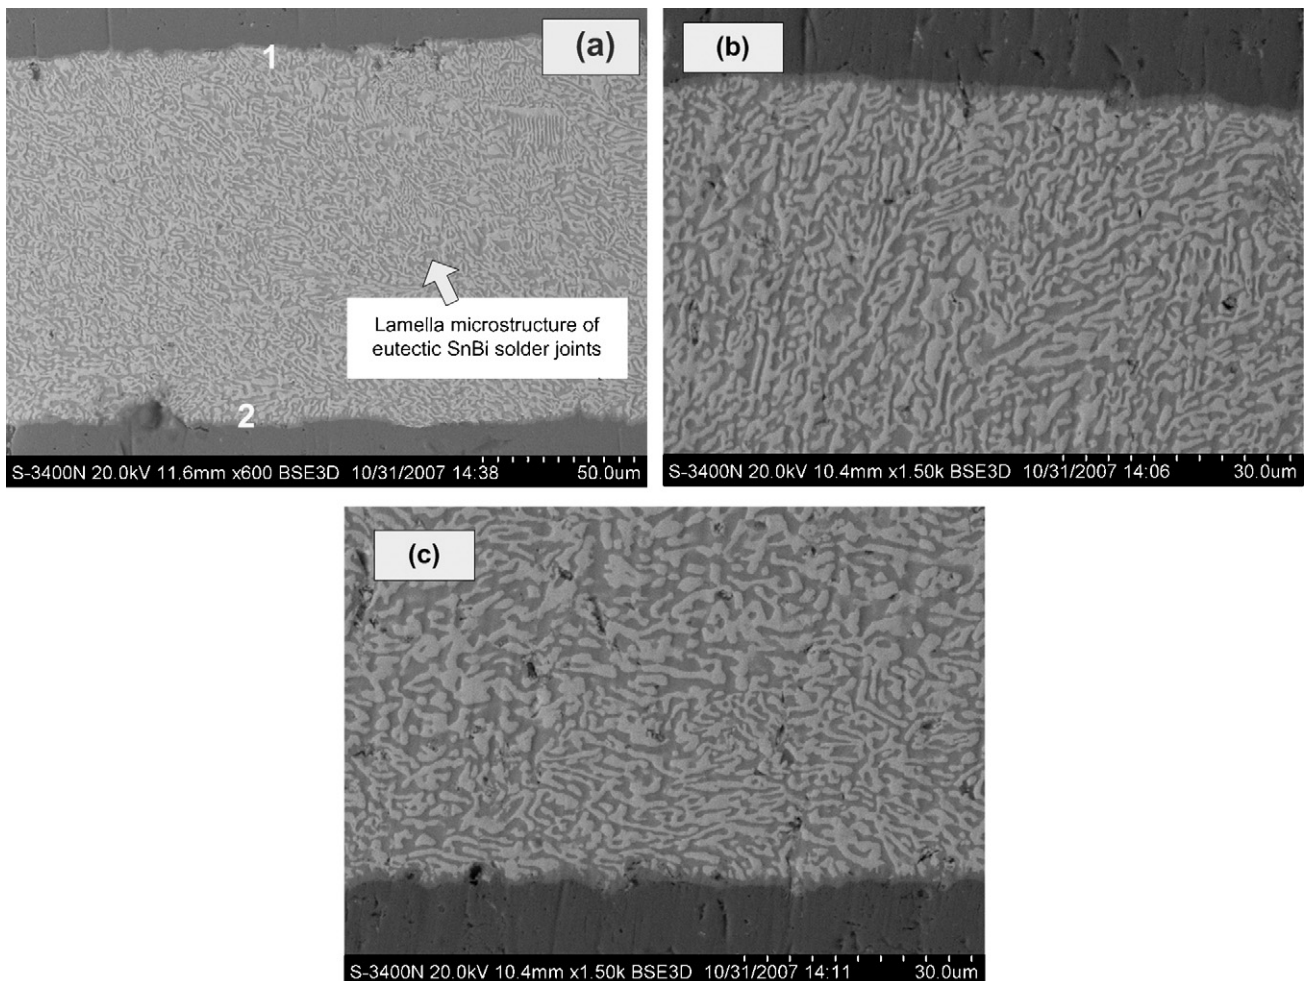 (a)
1
Lamella microstructure of
eutectic SnBi solder joints
2
S-3400N 20.0kV 11.6mm x600 BSE3D 10/31/2007 14:38 50.0um
(b)
S-3400N 20.0kV 10.4mm x1.50k BSE3D 10/31/2007 14:06 30.0um
(c)
S-3400N 20.0kV 10.4mm x1.50k BSE3D 10/31/2007 14:11 30.0um